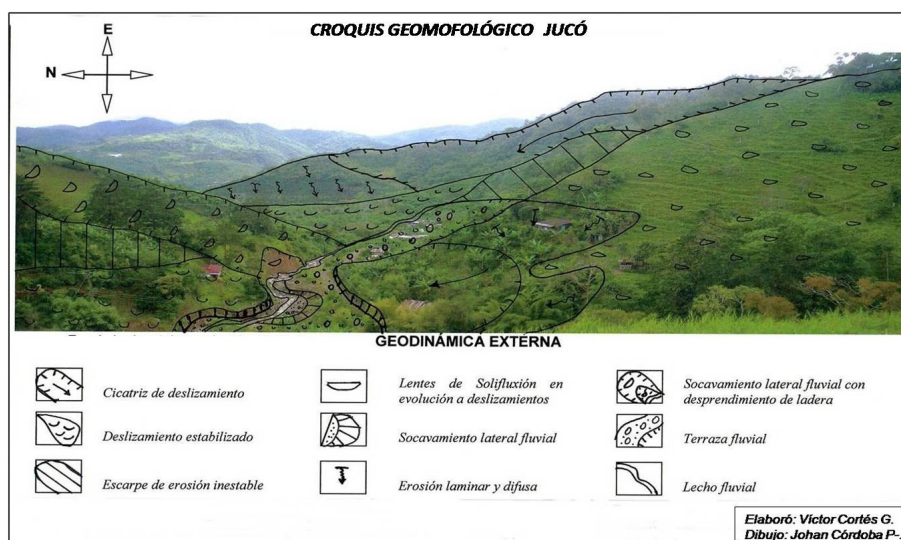 CROQUIS GEOMOFOLÓGICO JUCÓ
E
N
GEODINÁMICA EXTERNA
Cicatriz de deslizamiento
Lentes de Solifluxión en
evolución a deslizamientos
Socavamiento lateral fluvial con
desprendimiento de ladera
Deslizamiento estabilizado
Socavamiento lateral fluvial
Terraza fluvial
Escarpe de erosión inestable
Erosión laminar y difusa
Lecho fluvial
Elaboró: Víctor Cortés G.
Dibujo: Johan Córdoba P-.